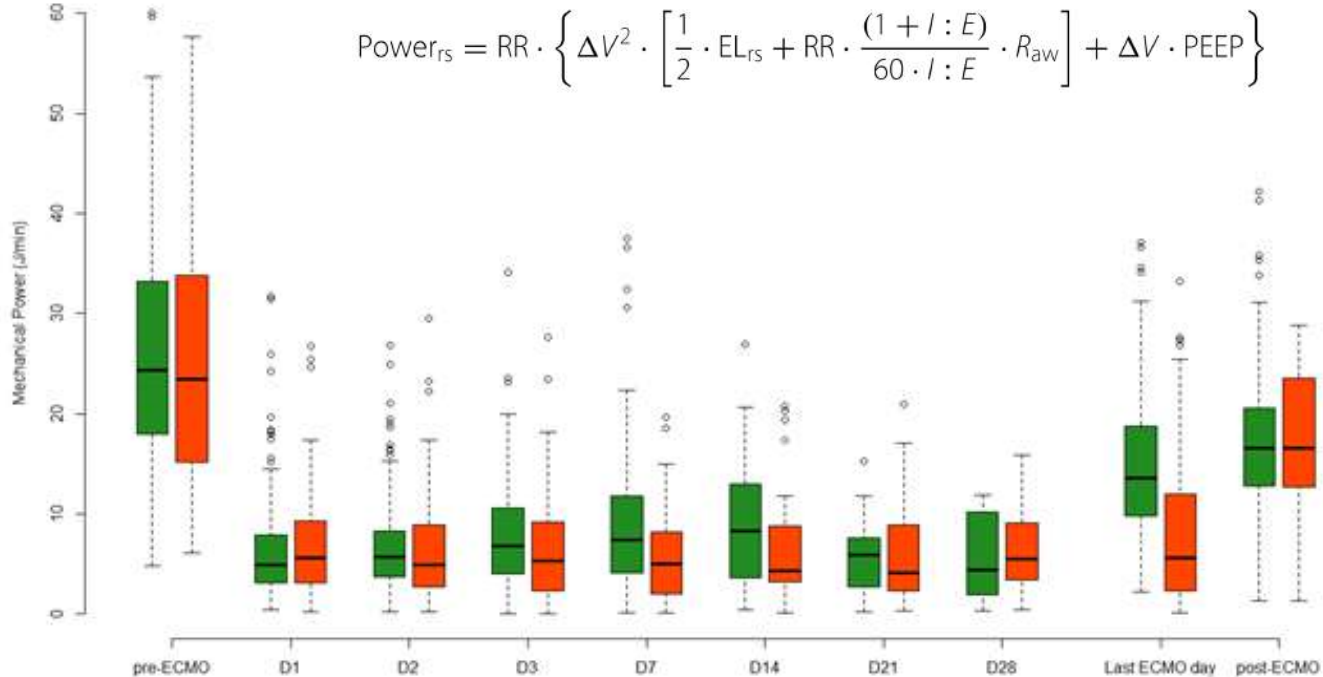 Power_rs = RR · { ΔV² · [ 1/2 · EL_rs + RR · (1 + I : E)/(60 · I : E) · R_aw ] + ΔV · PEEP }
Mechanical Power (J/min)
60
50
40
30
20
10
0
pre-ECMO D1 D2 D3 D7 D14 D21 D28 Last ECMO day post-ECMO